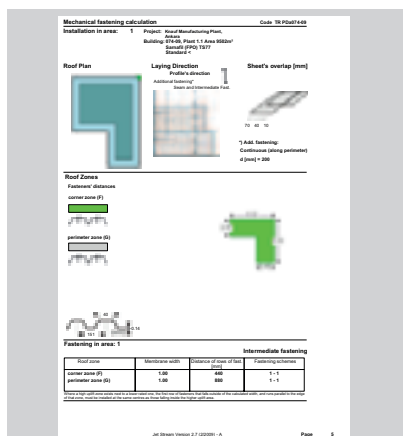 Mechanical fastening calculation Code TR PDa074-09
Installation in area: 1 Project: Knauf Manufacturing Plant,
Ankara
Building: 074-09, Plant 1.1 Area 9502m²
Sarnafil (FPO) TS77
Standard <
Roof Plan Laying Direction Sheet's overlap [mm]
Profile's direction
Additional fastening*
Seam and Intermediate Fast.
70 40 10
*) Add. fastening:
Continuous (along perimeter)
d [mm] = 200
Roof Zones
Fasteners' distances
corner zone (F)
perimeter zone (G)
40
161
Fastening in area: 1
Intermediate fastening
Roof zone Membrane width Distance of rows of fast. [mm] Fastening schemes
corner zone (F) 1.00 440 1 - 1
perimeter zone (G) 1.00 880 1 - 1
Jet Stream Version 2.7 (2/2009) - A Page 5